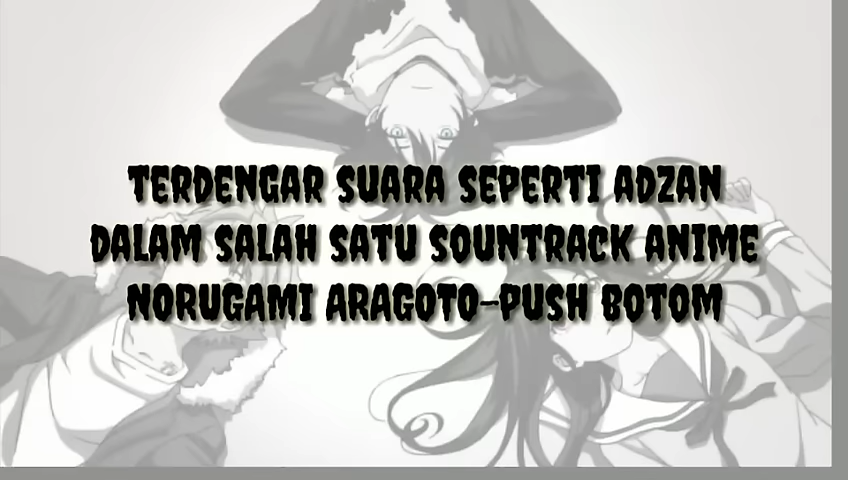 TERDENGAR SUARA SEPERTI ADZAN
DALAM SALAH SATU SOUNTRACK ANIME
NORUGAMI ARAGOTO-PUSH BOTOM